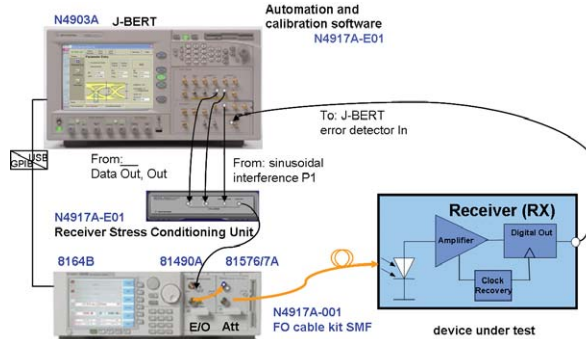 N4903A J-BERT
Automation and
calibration software
N4917A-E01
To: J-BERT
error detector In
GPIB USB
From:
Data Out, Out
From: sinusoidal
interference P1
N4917A-E01
Receiver Stress Conditioning Unit
8164B 81490A 81576/7A
E/O Att
N4917A-001
FO cable kit SMF
Receiver (RX)
Amplifier
Digital Out
Clock
Recovery
device under test